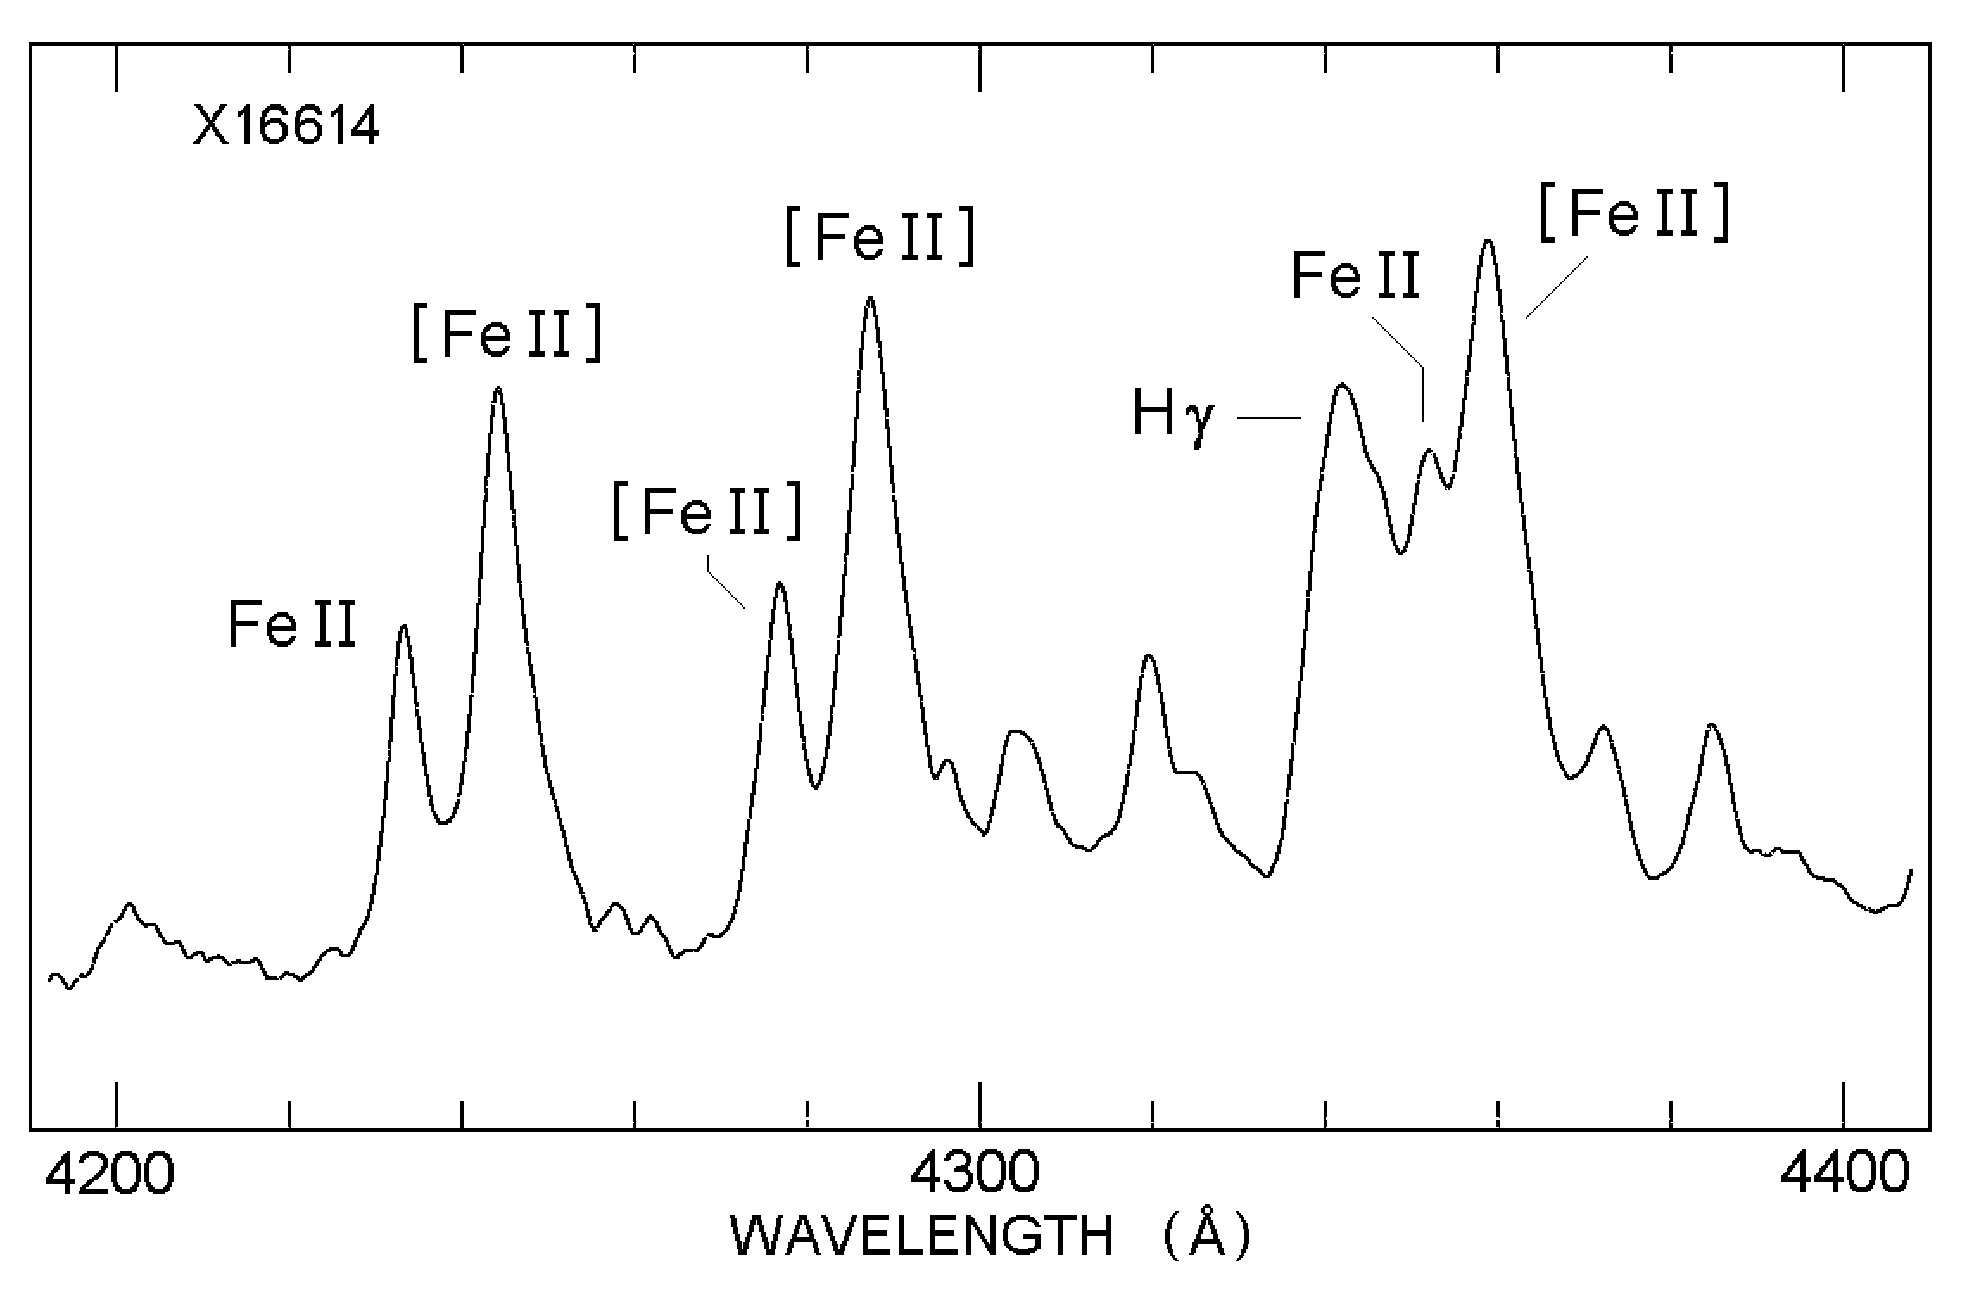 X16614
[Fe II]
[Fe II]
Fe II
[Fe II]
Hγ
[Fe II]
Fe II
4200
4300
4400
WAVELENGTH (Å)